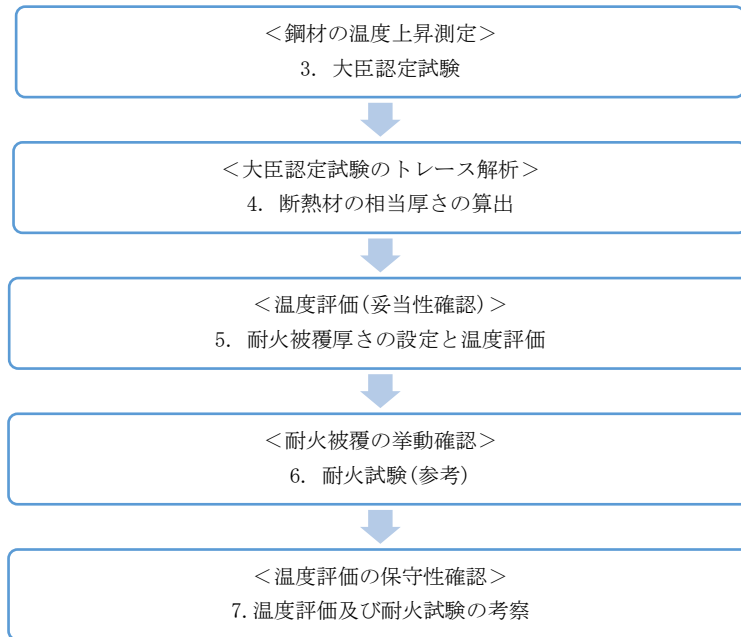 ＜鋼材の温度上昇測定＞
3. 大臣認定試験
＜大臣認定試験のトレース解析＞
4. 断熱材の相当厚さの算出
＜温度評価(妥当性確認)＞
5. 耐火被覆厚さの設定と温度評価
＜耐火被覆の挙動確認＞
6. 耐火試験(参考)
＜温度評価の保守性確認＞
7.温度評価及び耐火試験の考察